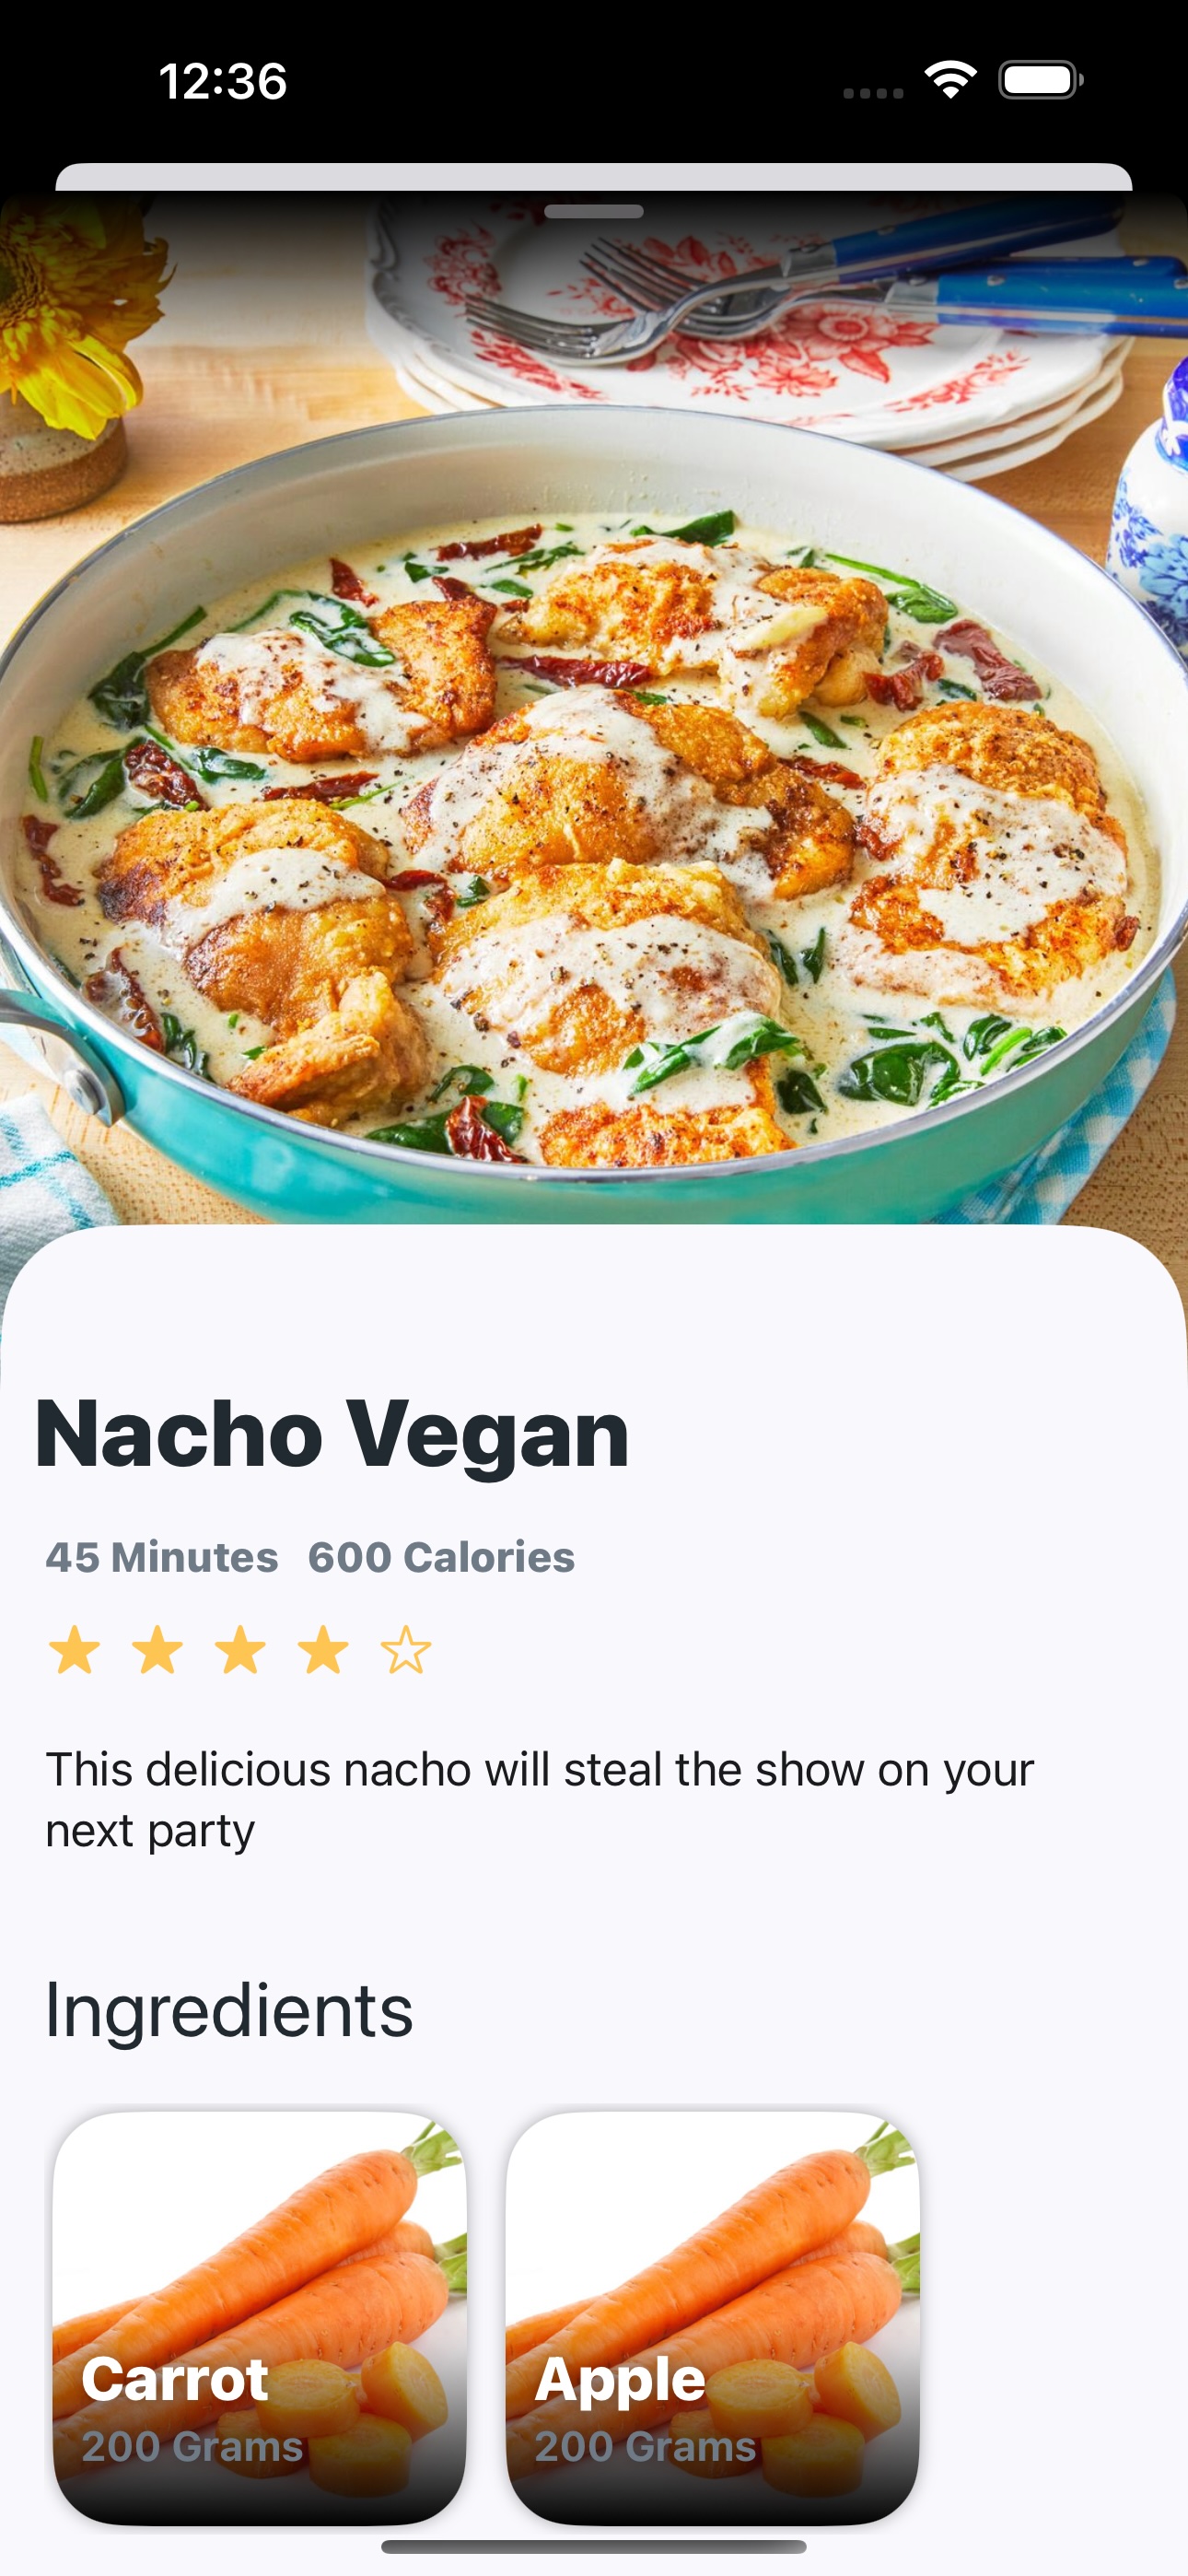 12:36
Nacho Vegan
45 Minutes 600 Calories
This delicious nacho will steal the show on your
next party
Ingredients
Carrot
200 Grams
Apple
200 Grams